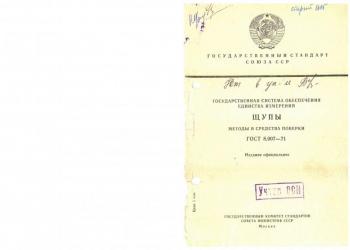 старый
ГОСУДАРСТВЕННЫЙ СТАНДАРТ
СОЮЗА ССР
ГОСУДАРСТВЕННАЯ СИСТЕМА ОБЕСПЕЧЕНИЯ
ЕДИНСТВА ИЗМЕРЕНИЙ
ЩУПЫ
МЕТОДЫ И СРЕДСТВА ПОВЕРКИ
ГОСТ 8.007—71
Издание официальное
ГОСУДАРСТВЕННЫЙ КОМИТЕТ СТАНДАРТОВ
СОВЕТА МИНИСТРОВ СССР
Москва